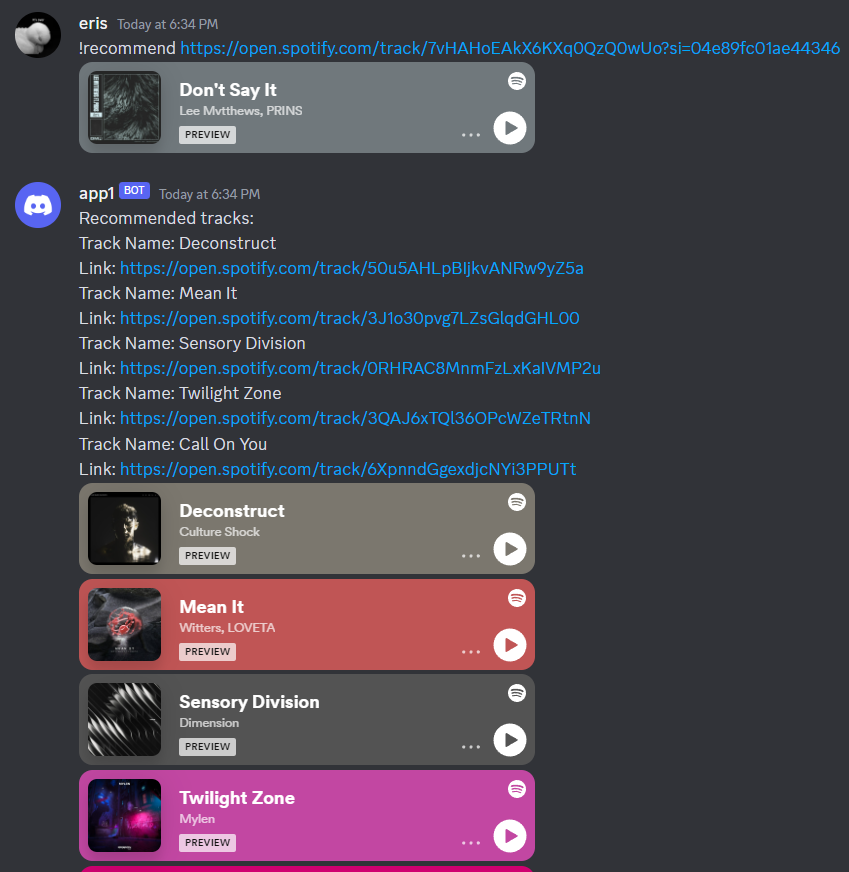 eris Today at 6:34 PM
!recommend https://open.spotify.com/track/7vHAHoEAkX6KXq0QzQ0wUo?si=04e89fc01ae44346
Don't Say It
Lee Mvtthews, PRINS
PREVIEW
app1 BOT Today at 6:34 PM
Recommended tracks:
Track Name: Deconstruct
Link: https://open.spotify.com/track/50u5AHLpBIjkvANRw9yZ5a
Track Name: Mean It
Link: https://open.spotify.com/track/3J1o30pvg7LZsGlqdGHL00
Track Name: Sensory Division
Link: https://open.spotify.com/track/0RHRAC8MnmFzLxKaIVMP2u
Track Name: Twilight Zone
Link: https://open.spotify.com/track/3QAJ6xTQl36OPcWZeTRtnN
Track Name: Call On You
Link: https://open.spotify.com/track/6XpnndGgexdjcNYi3PPUTt
Deconstruct
Culture Shock
PREVIEW
Mean It
Witters, LOVETA
PREVIEW
Sensory Division
Dimension
PREVIEW
Twilight Zone
Mylen
PREVIEW